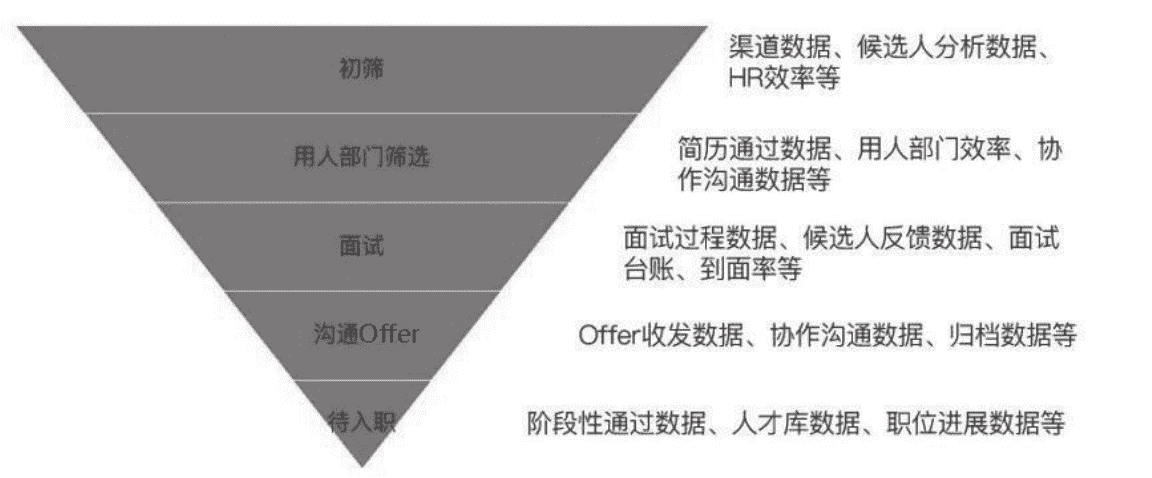 初筛
渠道数据、候选人分析数据、
HR效率等
用人部门筛选
简历通过数据、用人部门效率、协
作沟通数据等
面试
面试过程数据、候选人反馈数据、面试
台账、到面率等
沟通Offer
Offer收发数据、协作沟通数据、归档数据等
待入职
阶段性通过数据、人才库数据、职位进展数据等